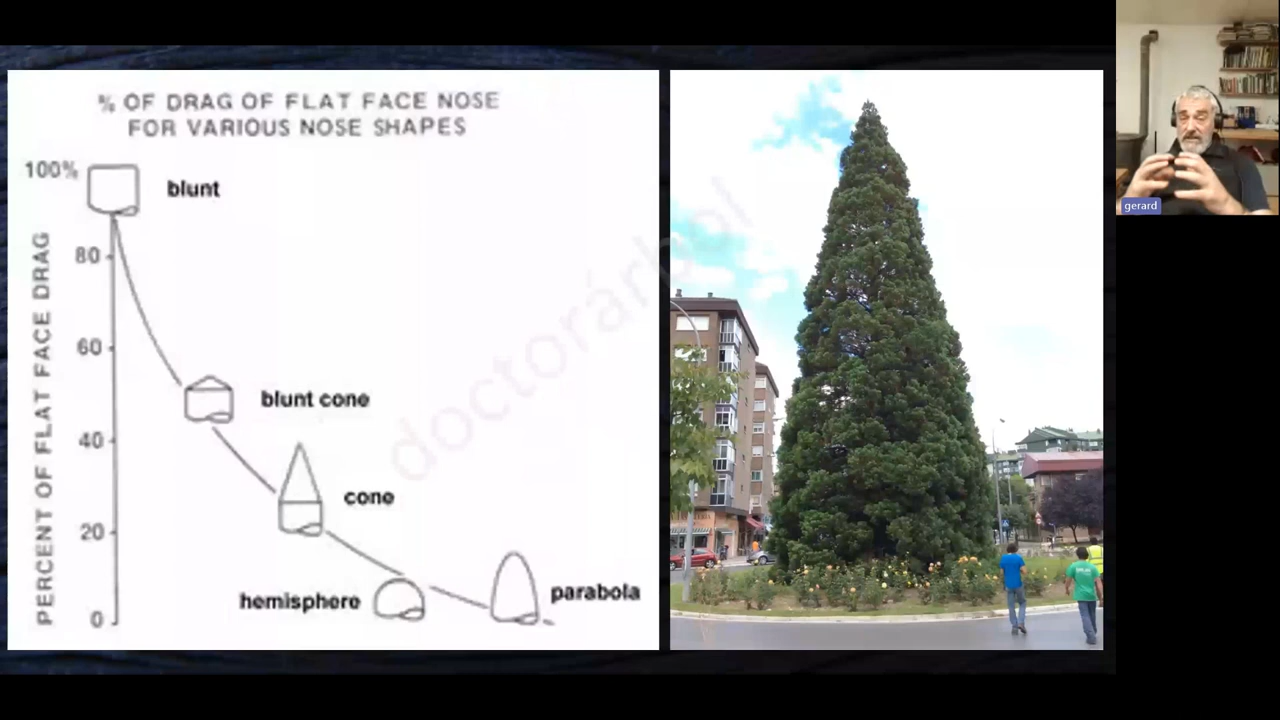 % OF DRAG OF FLAT FACE NOSE
FOR VARIOUS NOSE SHAPES
100%
blunt
80
60
blunt cone
40
cone
20
hemisphere
parabola
0
PERCENT OF FLAT FACE DRAG
doctorárbol
gerard